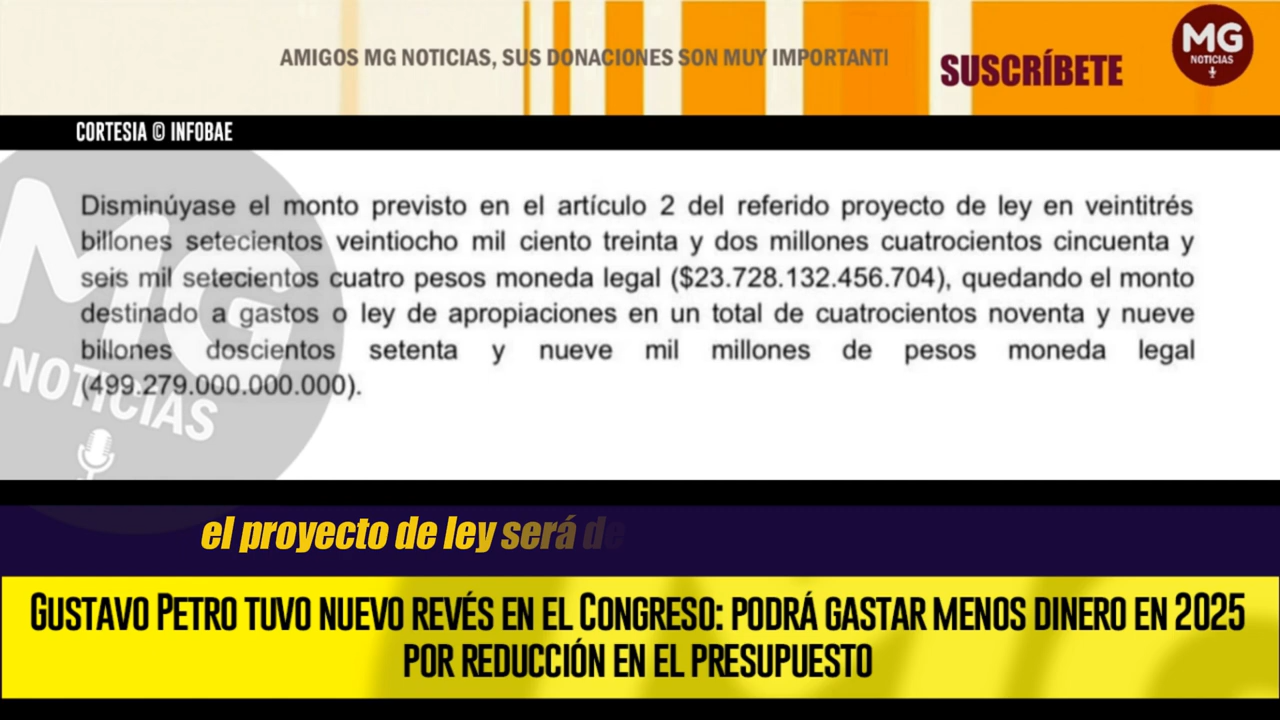 AMIGOS MG NOTICIAS, SUS DONACIONES SON MUY IMPORTANTI
SUSCRÍBETE
MG
NOTICIAS
CORTESIA © INFOBAE
Disminúyase el monto previsto en el artículo 2 del referido proyecto de ley en veintitrés
billones setecientos veintiocho mil ciento treinta y dos millones cuatrocientos cincuenta y
seis mil setecientos cuatro pesos moneda legal ($23.728.132.456.704), quedando el monto
destinado a gastos o ley de apropiaciones en un total de cuatrocientos noventa y nueve
billones doscientos setenta y nueve mil millones de pesos moneda legal
(499.279.000.000.000).
MG
NOTICIAS
el proyecto de ley será de
GUSTAVO PETRO TUVO NUEVO REVÉS EN EL CONGRESO: PODRÁ GASTAR MENOS DINERO EN 2025
POR REDUCCIÓN EN EL PRESUPUESTO